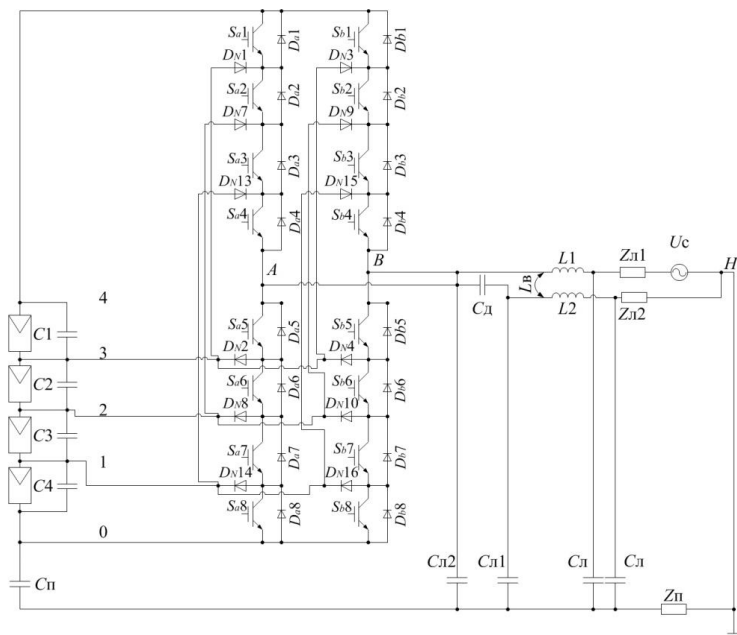 Sa1
Sb1
Da1
Db1
DN1
DN3
Sa2
Sb2
Da2
Db2
DN7
DN9
Sa3
Sb3
Da3
Db3
DN13
DN15
Sa4
Sb4
Da4
Db4
A
B
Uс
H
L1
Zл1
Lв
Cд
L2
Zл2
4
C1
Sa5
Sb5
Da5
Db5
3
DN2
DN4
C2
Sa6
Sb6
Da6
Db6
2
DN8
DN10
C3
Sa7
Sb7
Da7
Db7
1
DN14
DN16
C4
Sa8
Sb8
Da8
Db8
0
Cп
Cл2
Cл1
Cл
Cл
Zп